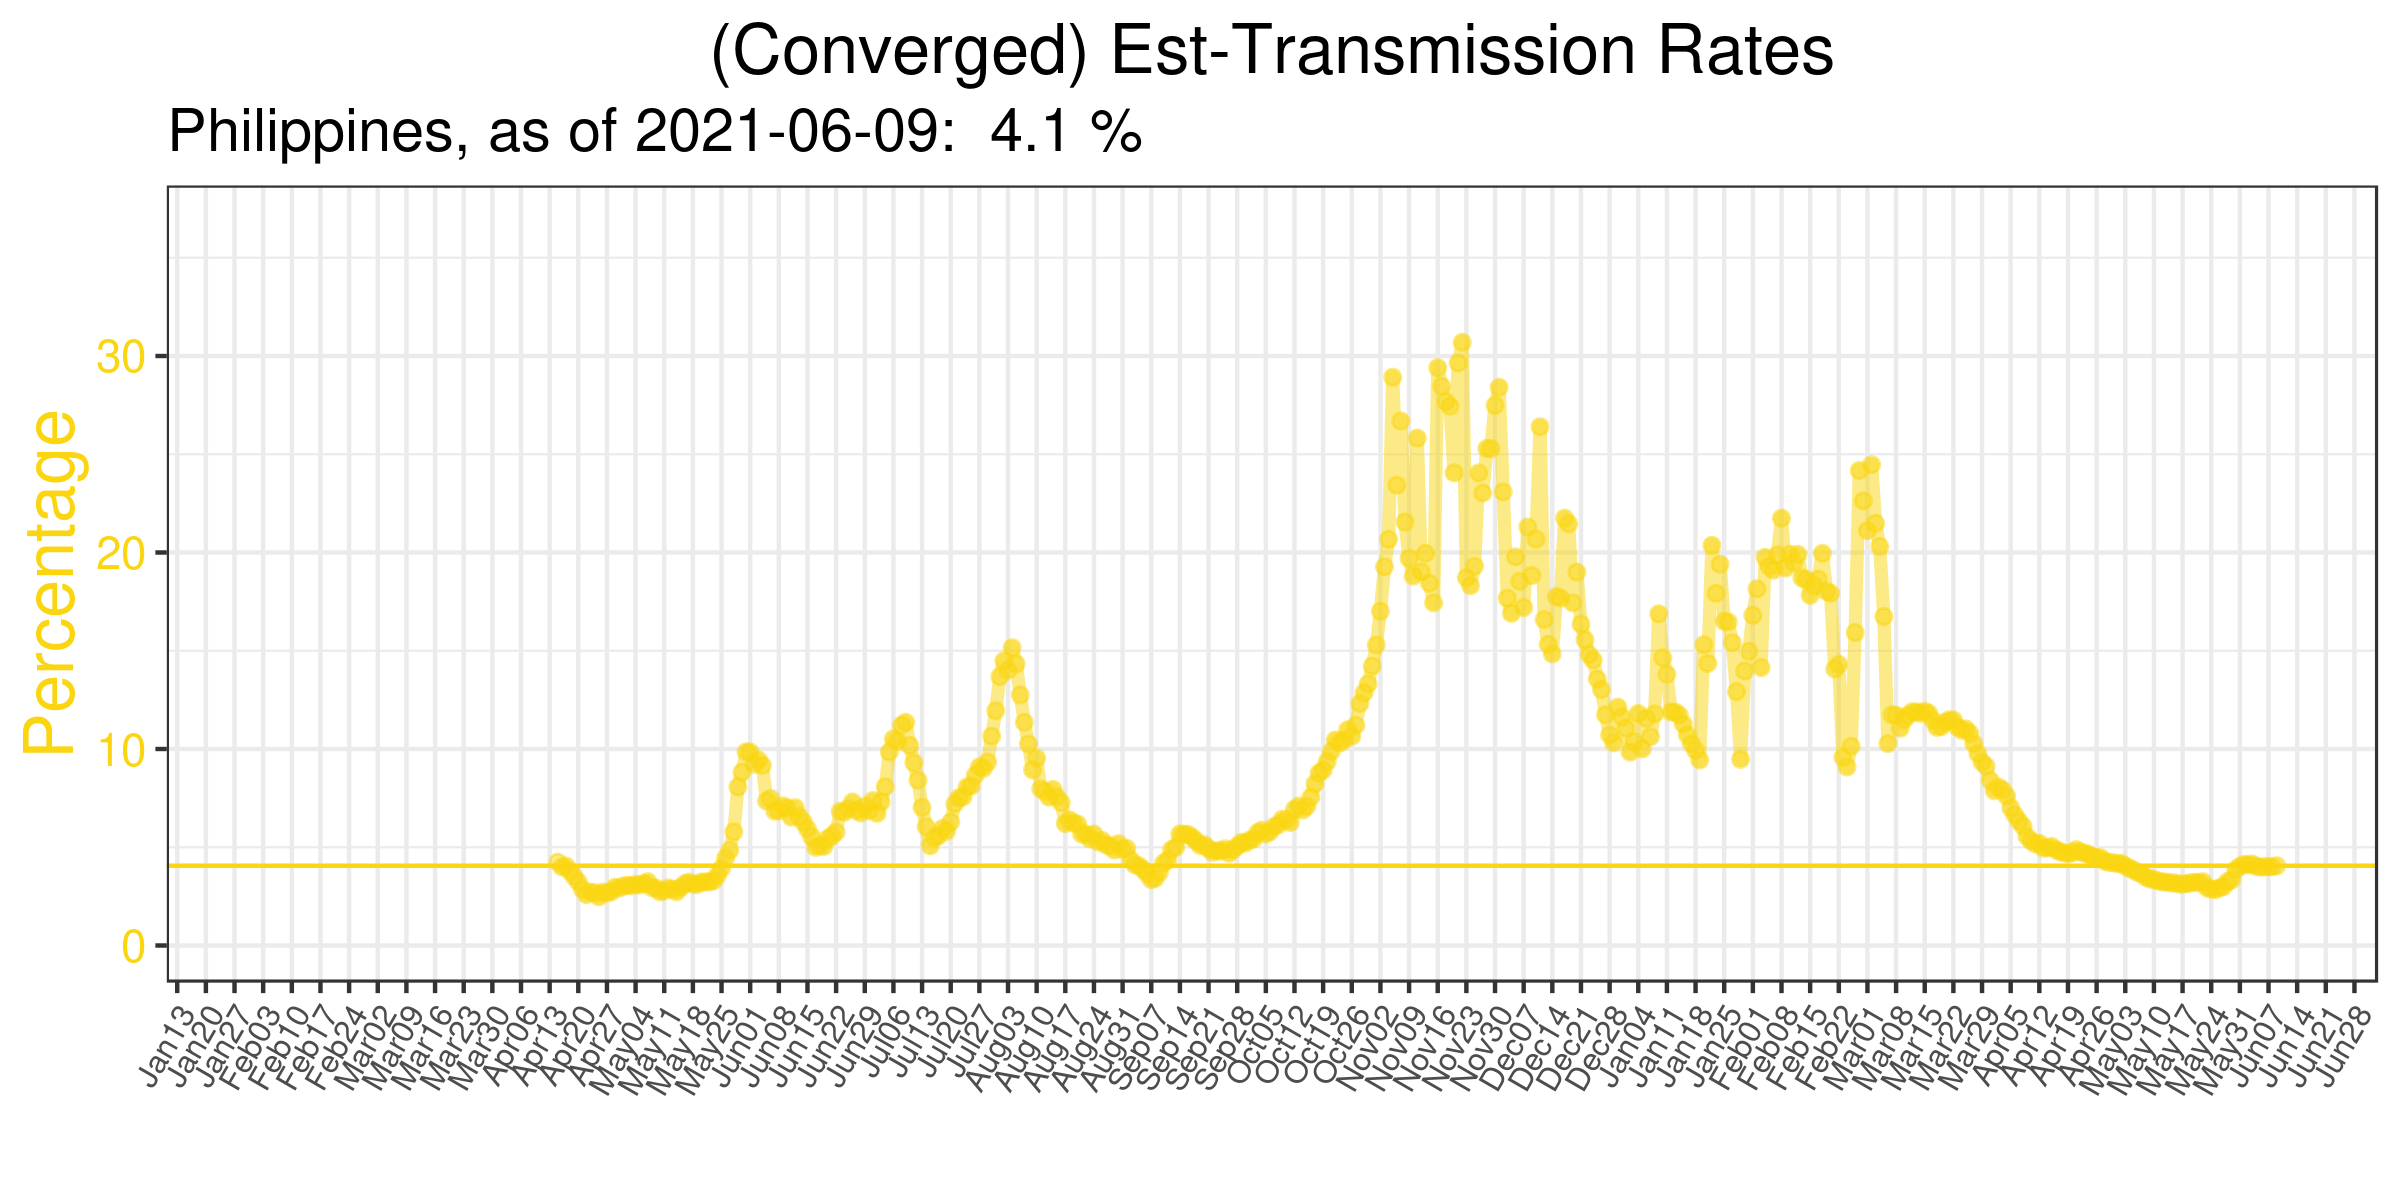 (Converged) Est-Transmission Rates
Philippines, as of 2021-06-09:  4.1 %
Percentage
30
20
10
0
Jan13
Jan20
Jan27
Feb03
Feb10
Feb17
Feb24
Mar02
Mar09
Mar16
Mar23
Mar30
Apr06
Apr13
Apr20
Apr27
May04
May11
May18
May25
Jun01
Jun08
Jun15
Jun22
Jun29
Jul06
Jul13
Jul20
Jul27
Aug03
Aug10
Aug17
Aug24
Aug31
Sep07
Sep14
Sep21
Sep28
Oct05
Oct12
Oct19
Oct26
Nov02
Nov09
Nov16
Nov23
Nov30
Dec07
Dec14
Dec21
Dec28
Jan04
Jan11
Jan18
Jan25
Feb01
Feb08
Feb15
Feb22
Mar01
Mar08
Mar15
Mar22
Mar29
Apr05
Apr12
Apr19
Apr26
May03
May10
May17
May24
May31
Jun07
Jun14
Jun21
Jun28